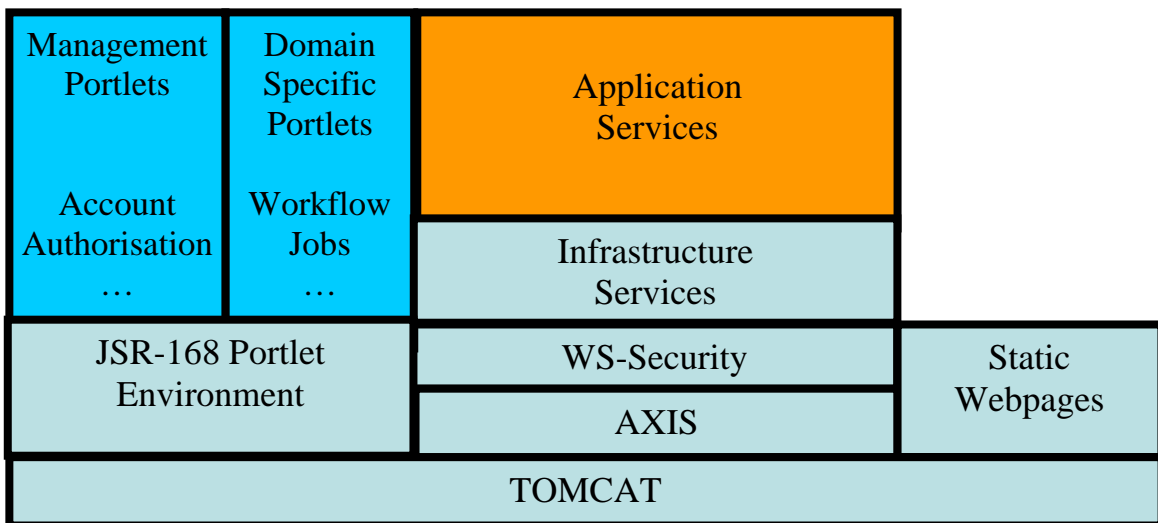 Management
Portlets
Account
Authorisation
…
Domain
Specific
Portlets
Workflow
Jobs
…
Application
Services
Infrastructure
Services
JSR-168 Portlet
Environment
WS-Security
AXIS
Static
Webpages
TOMCAT